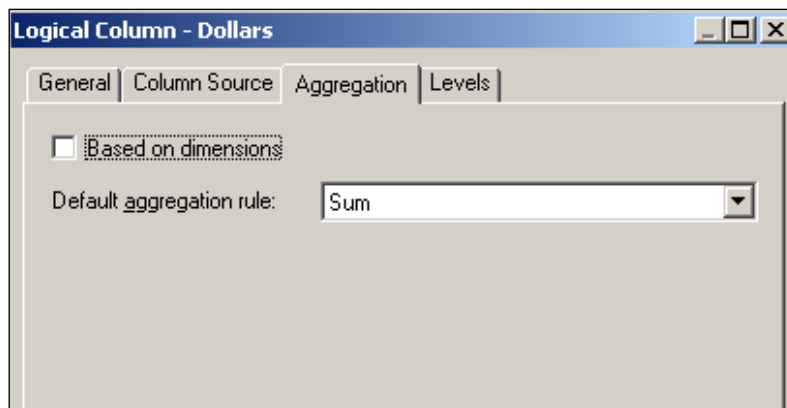 Logical Column - Dollars
General Column Source Aggregation Levels
Based on dimensions
Default aggregation rule: Sum